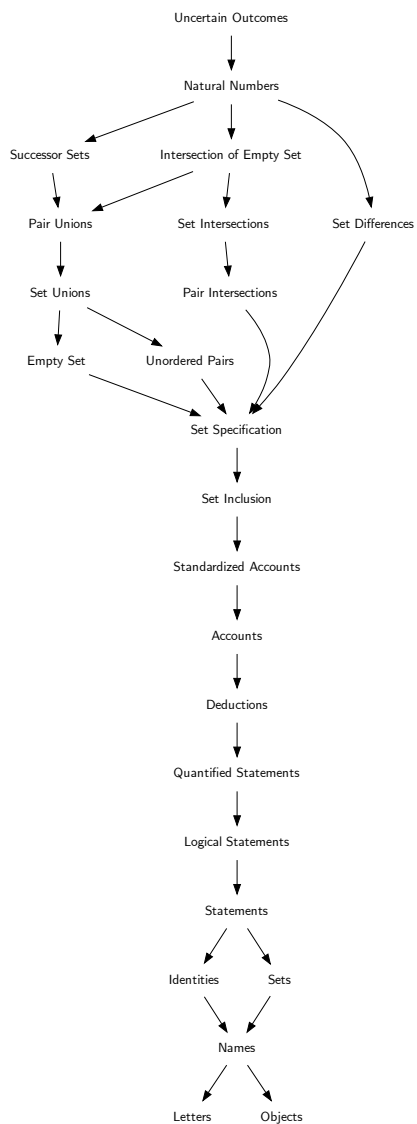 Uncertain Outcomes
Natural Numbers
Successor Sets
Intersection of Empty Set
Pair Unions
Set Intersections
Set Differences
Set Unions
Pair Intersections
Empty Set
Unordered Pairs
Set Specification
Set Inclusion
Standardized Accounts
Accounts
Deductions
Quantified Statements
Logical Statements
Statements
Identities
Sets
Names
Letters
Objects